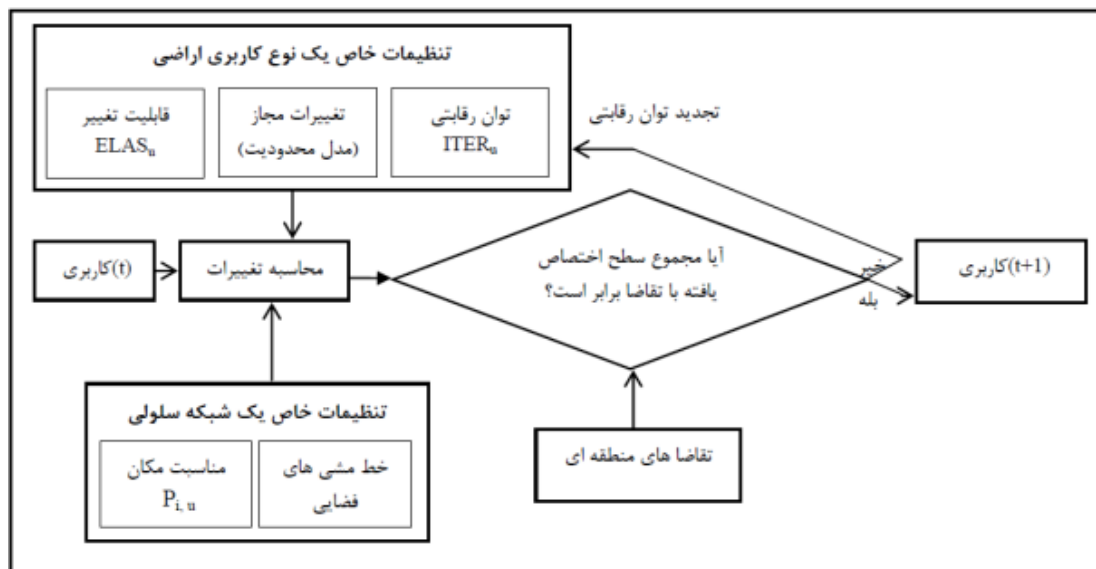 تنظیمات خاص یک نوع کاربری اراضی
توان رقابتی
ITERu
تغییرات مجاز
(مدل محدودیت)
قابلیت تغییر
ELASu
تجدید توان رقابتی
کاربری(t)
محاسبه تغییرات
آیا مجموع سطح اختصاص
یافته با تقاضا برابر است؟
خیر
بله
کاربری(t+1)
تنظیمات خاص یک شبکه سلولی
خط مشی های
فضایی
مناسبت مکان
Pi, u
تقاضا های منطقه ای